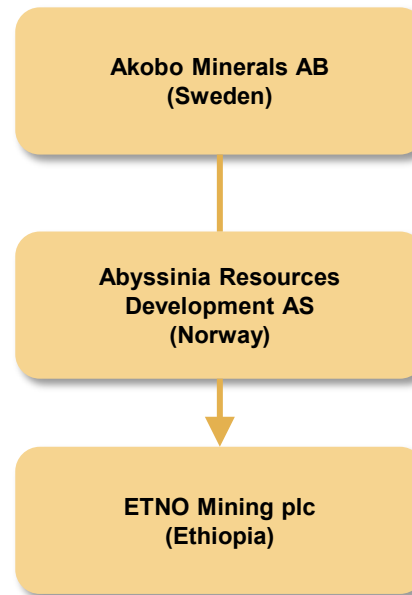 Akobo Minerals AB
(Sweden)
Abyssinia Resources
Development AS
(Norway)
ETNO Mining plc
(Ethiopia)